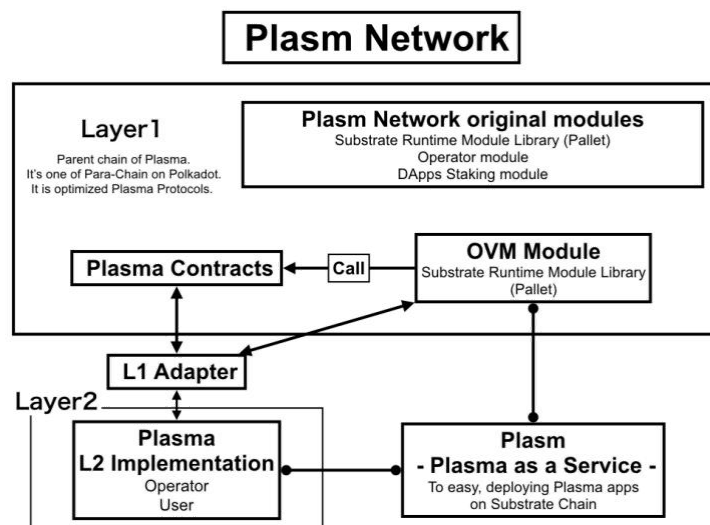 Plasm Network
Layer1
Parent chain of Plasma.
It's one of Para-Chain on Polkadot.
It is optimized Plasma Protocols.
Plasm Network original modules
Substrate Runtime Module Library (Pallet)
Operator module
DApps Staking module
Plasma Contracts
Call
OVM Module
Substrate Runtime Module Library
(Pallet)
L1 Adapter
Layer2
Plasma
L2 Implementation
Operator
User
Plasm
- Plasma as a Service -
To easy, deploying Plasma apps
on Substrate Chain